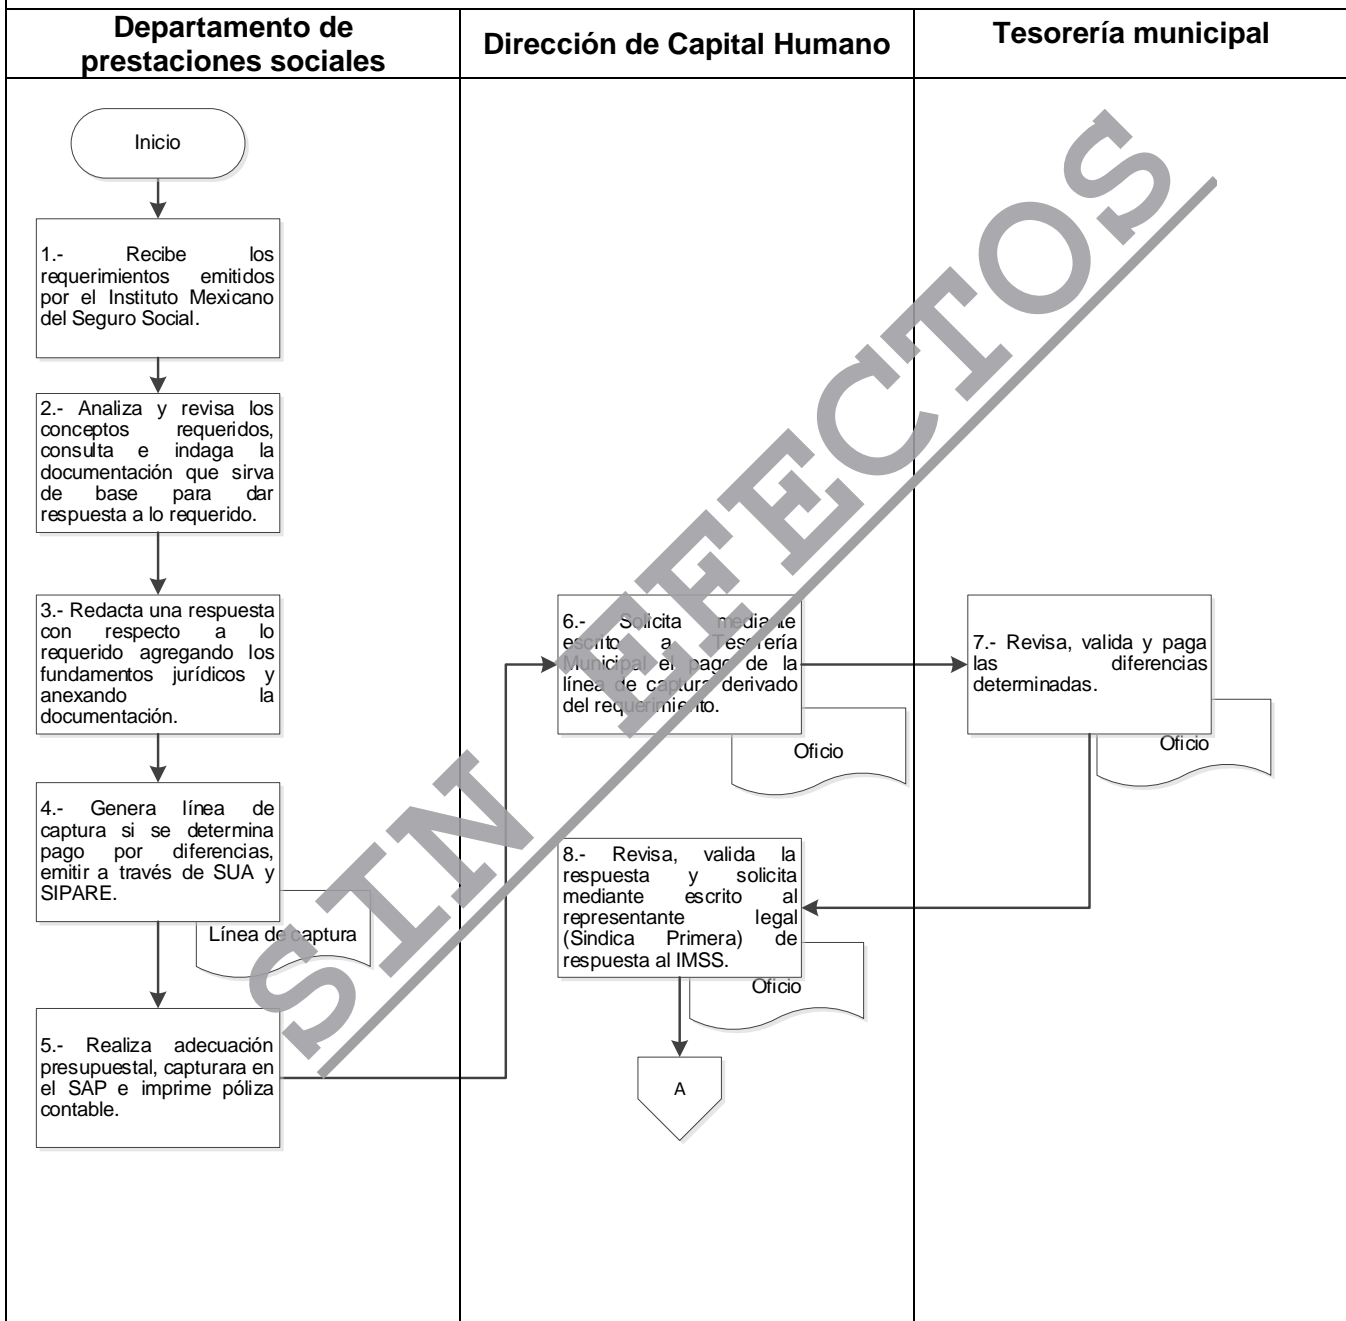 Departamento de
prestaciones sociales
Dirección de Capital Humano
Tesorería municipal
Inicio
1.- Recibe los
requerimientos emitidos
por el Instituto Mexicano
del Seguro Social.
2.- Analiza y revisa los
conceptos requeridos,
consulta e indaga la
documentación que sirva
de base para dar
respuesta a lo requerido.
3.- Redacta una respuesta
con respecto a lo
requerido agregando los
fundamentos jurídicos y
anexando la
documentación.
4.- Genera línea de
captura si se determina
pago por diferencias,
emitir a través de SUA y
SIPARE.
Línea de captura
5.- Realiza adecuación
presupuestal, capturara en
el SAP e imprime póliza
contable.
6.- Solicita mediante
escrito a Tesorería
Municipal el pago de la
línea de captura derivado
del requerimiento.
Oficio
7.- Revisa, valida y paga
las diferencias
determinadas.
Oficio
8.- Revisa, valida la
respuesta y solicita
mediante escrito al
representante legal
(Sindica Primera) de
respuesta al IMSS.
Oficio
A
SIN EFECTOS